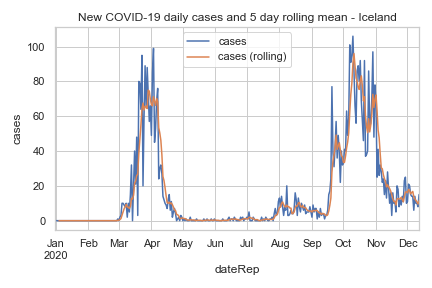 New COVID-19 daily cases and 5 day rolling mean - Iceland
cases
cases (rolling)
cases
100
80
60
40
20
0
Jan Feb Mar Apr May Jun Jul Aug Sep Oct Nov Dec
2020
dateRep